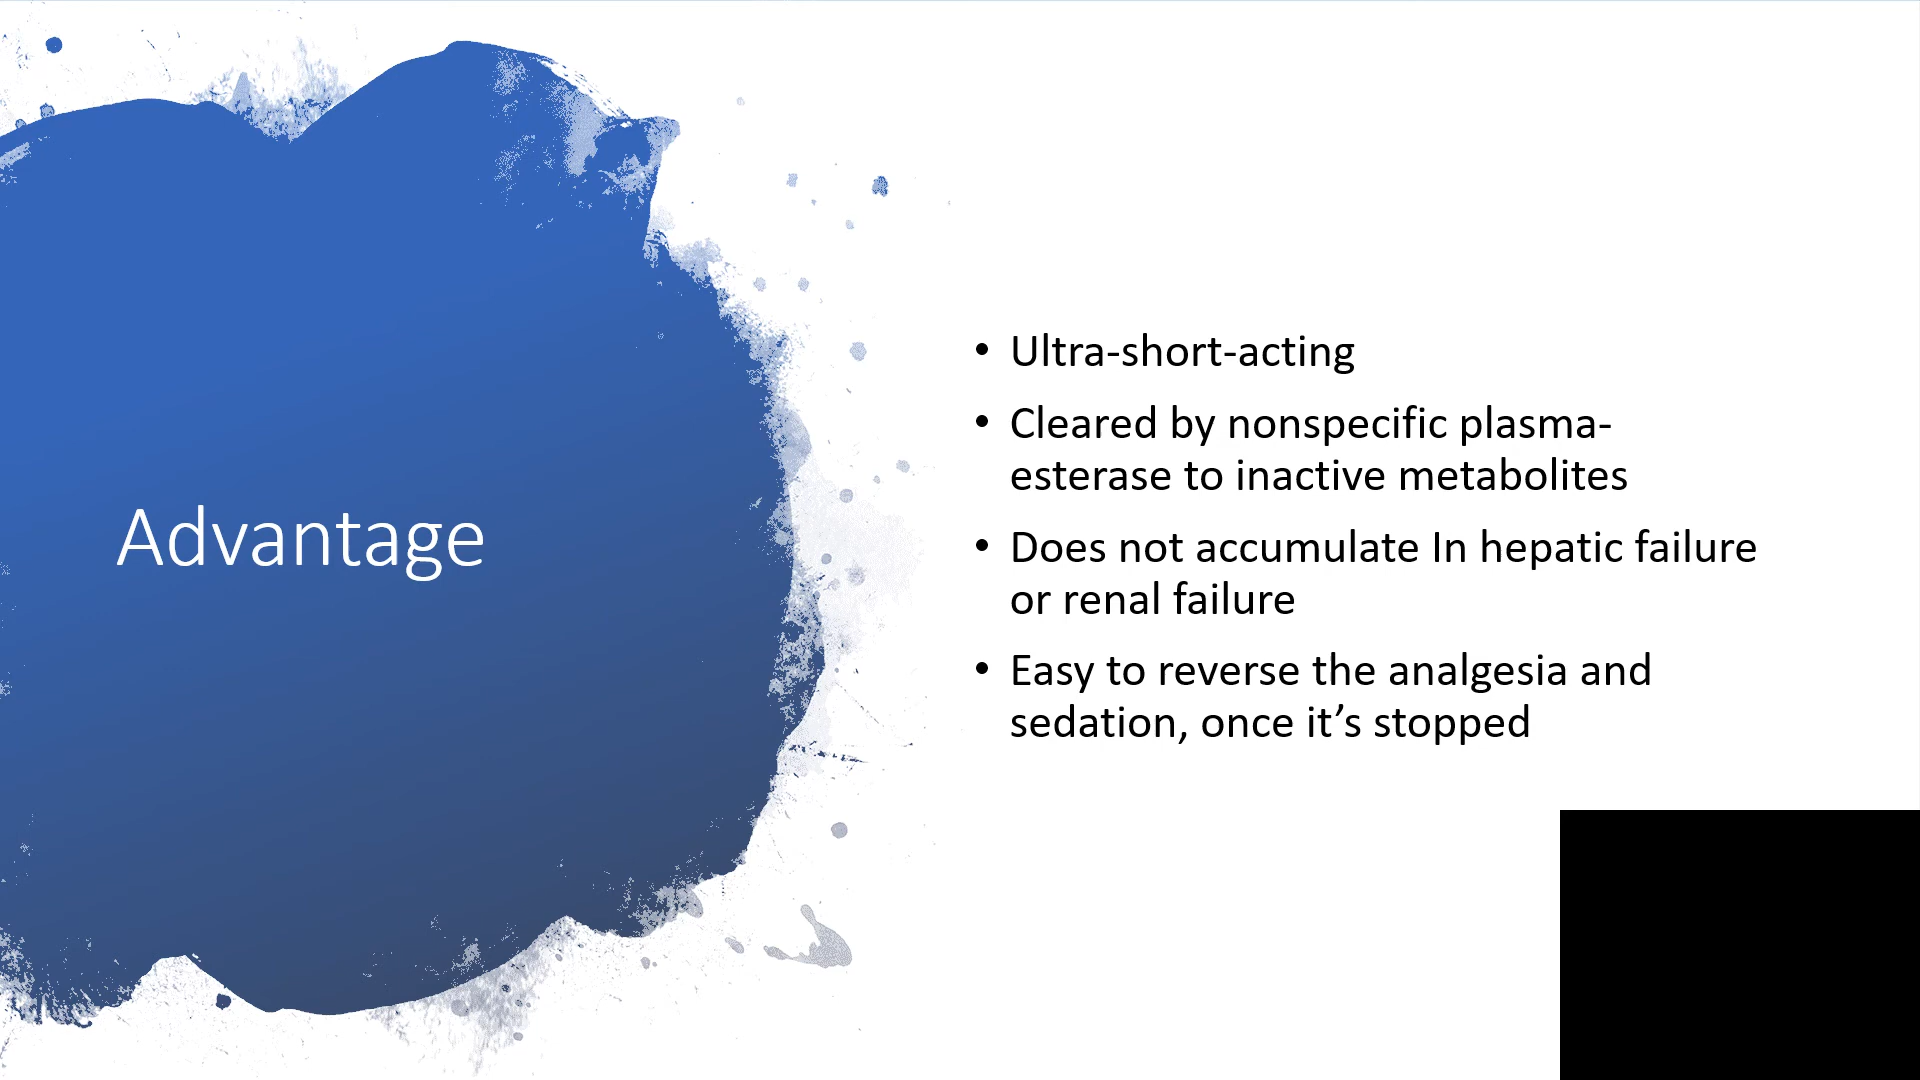 Advantage
• Ultra-short-acting
• Cleared by nonspecific plasma-
esterase to inactive metabolites
• Does not accumulate In hepatic failure
or renal failure
• Easy to reverse the analgesia and
sedation, once it’s stopped